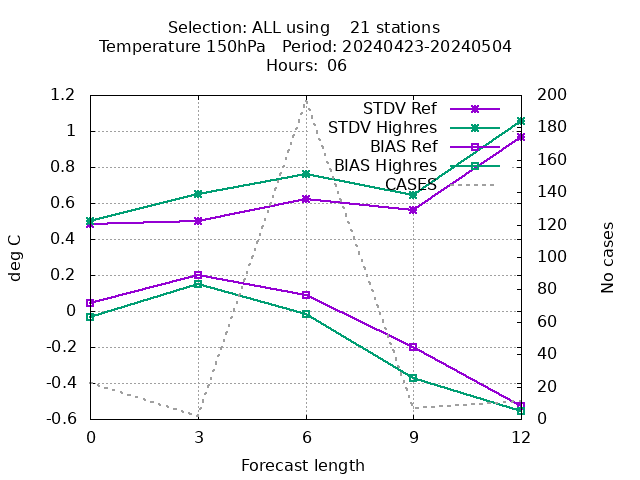 Selection: ALL using    21 stations
Temperature 150hPa   Period: 20240423-20240504
Hours:  06
1.2
1
0.8
0.6
0.4
0.2
0
-0.2
-0.4
-0.6
deg C
STDV Ref
STDV Highres
BIAS Ref
BIAS Highres
CASES
200
180
160
140
120
100
80
60
40
20
0
No cases
0 3 6 9 12
Forecast length